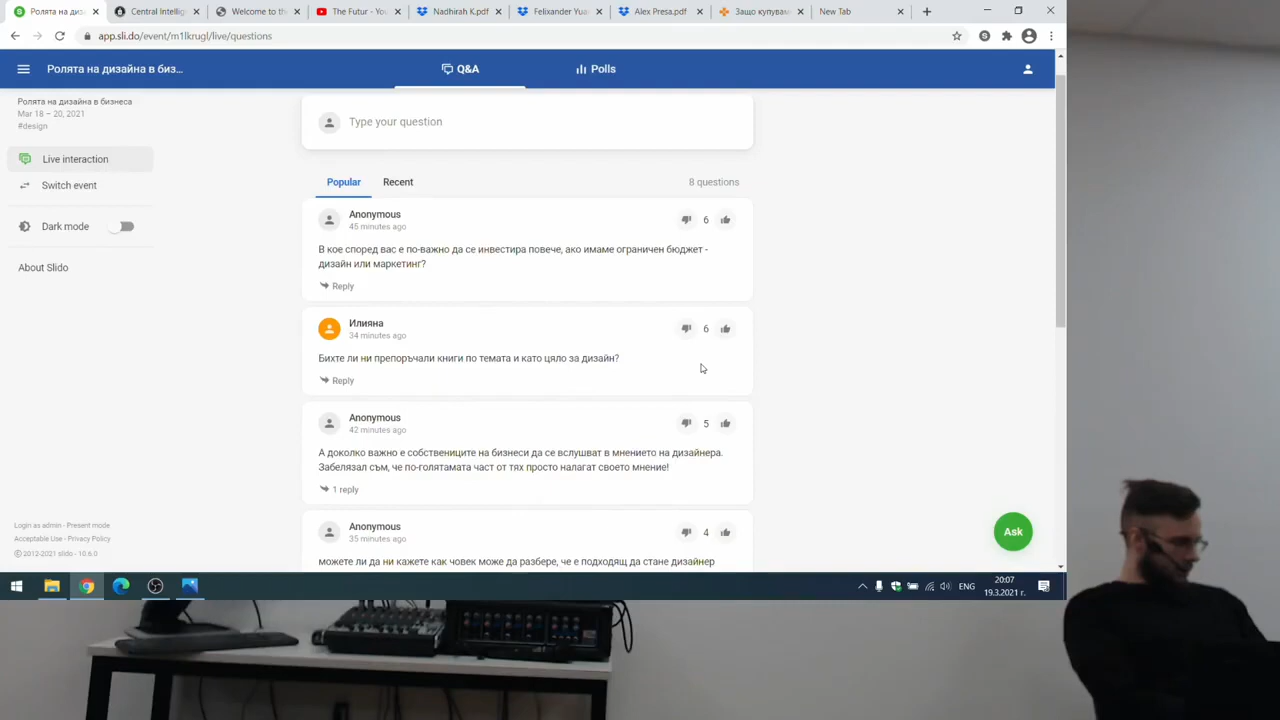 Ролята на диз
Central Intellig
Welcome to the
The Futur - You
Nadhirah K.pdf
Felixander Yuan
Alex Presa.pdf
Защо купувам
New Tab
app.sli.do/event/m1lkrugl/live/questions
Ролята на дизайна в биз...
Q&A
Polls
Ролята на дизайна в бизнеса
Mar 18 – 20, 2021
#design
Live interaction
Switch event
Dark mode
About Slido
Type your question
Popular
Recent
8 questions
Anonymous
45 minutes ago
6
В кое според вас е по-важно да се инвестира повече, ако имаме ограничен бюджет -
дизайн или маркетинг?
Reply
Илияна
34 minutes ago
6
Бихте ли ни препоръчали книги по темата и като цяло за дизайн?
Reply
Anonymous
42 minutes ago
5
А доколко важно е собствениците на бизнеси да се вслушват в мнението на дизайнера.
Забелязал съм, че по-голятамата част от тях просто налагат своето мнение!
1 reply
Anonymous
35 minutes ago
4
можете ли да ни кажете как човек може да разбере, че е подходящ да стане дизайнер
Login as admin - Present mode
Acceptable Use - Privacy Policy
© 2012-2021 slido - 10.6.0
Ask
ЕНГ
20:07
19.3.2021 г.